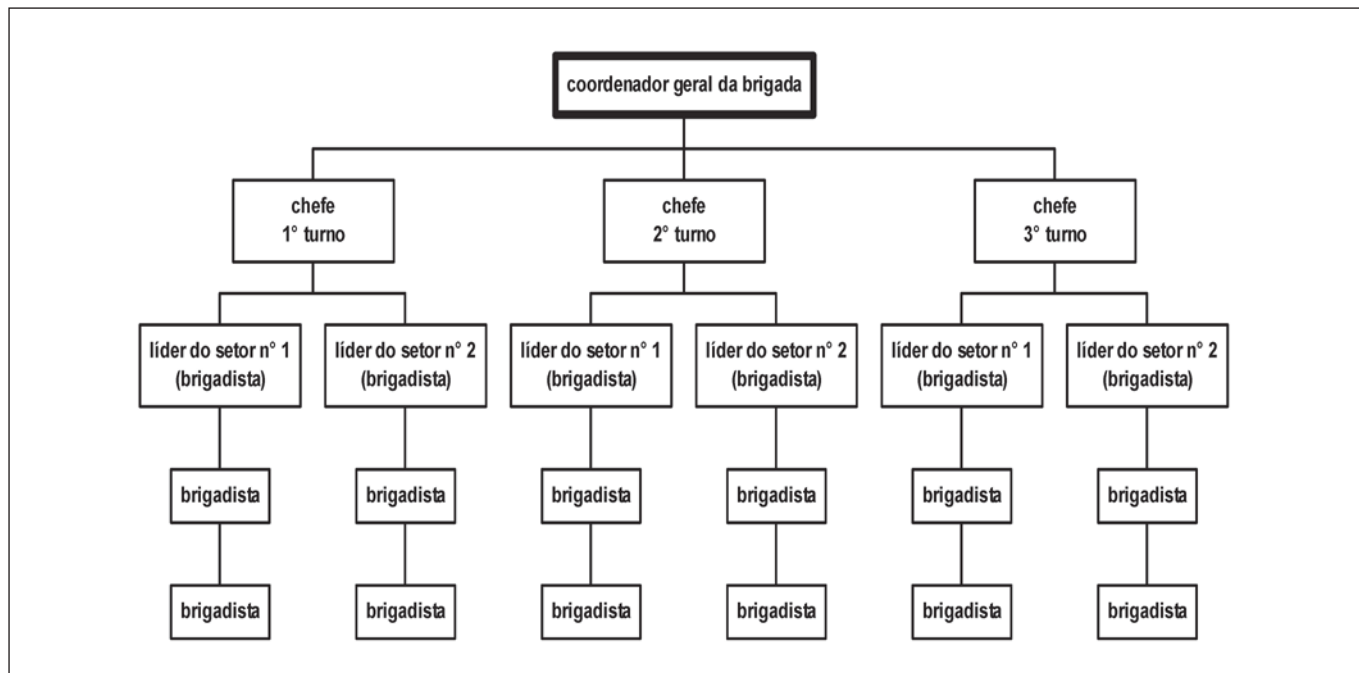 coordenador geral da brigada
chefe
1° turno
chefe
2° turno
chefe
3° turno
líder do setor n° 1
(brigadista)
líder do setor n° 2
(brigadista)
líder do setor n° 1
(brigadista)
líder do setor n° 2
(brigadista)
líder do setor n° 1
(brigadista)
líder do setor n° 2
(brigadista)
brigadista
brigadista
brigadista
brigadista
brigadista
brigadista
brigadista
brigadista
brigadista
brigadista
brigadista
brigadista